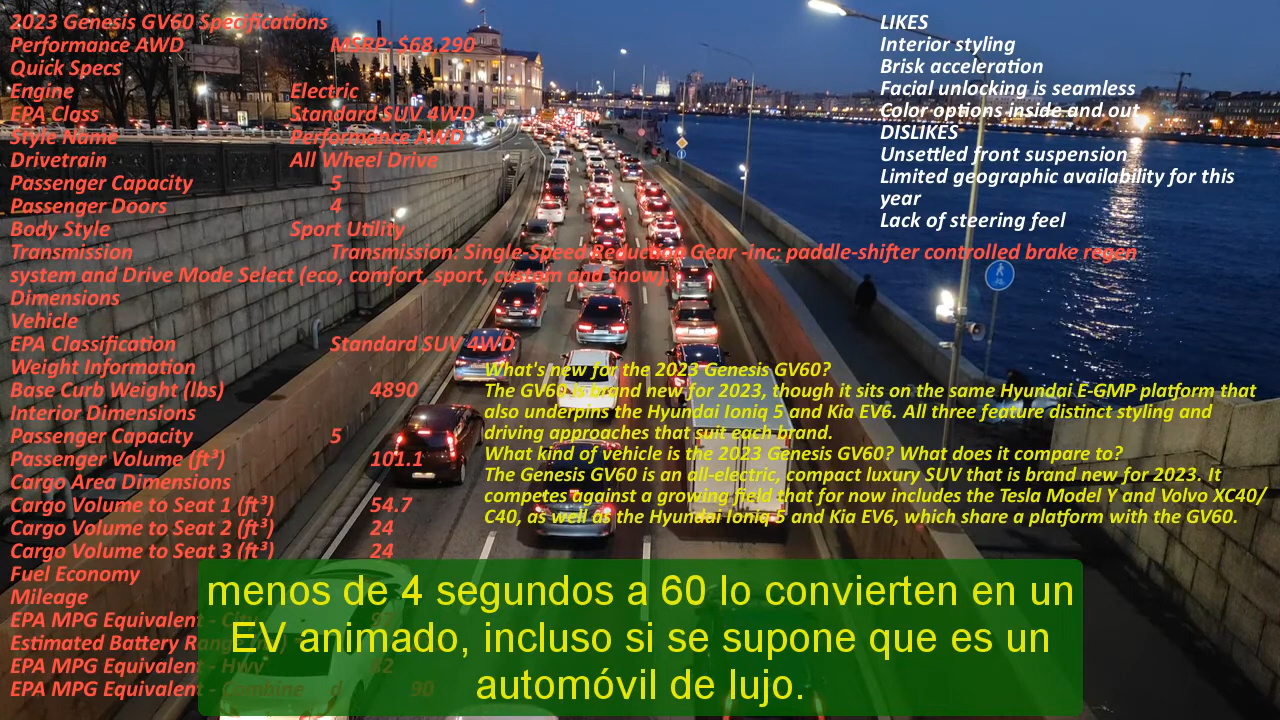 2023 Genesis GV60 Specifications
Performance AWD MSRP: $68,290
Quick Specs
Engine Electric
EPA Class Standard SUV 4WD
Style Name Performance AWD
Drivetrain All Wheel Drive
Passenger Capacity 5
Passenger Doors 4
Body Style Sport Utility
Transmission Transmission: Single-Speed Reduction Gear -inc: paddle-shifter controlled brake regen
system and Drive Mode Select (eco, comfort, sport, custom and snow),
Dimensions
Vehicle
EPA Classification Standard SUV 4WD
Weight Information
Base Curb Weight (lbs) 4890
Interior Dimensions
Passenger Capacity 5
Passenger Volume (ft³) 101.1
Cargo Area Dimensions
Cargo Volume to Seat 1 (ft³) 54.7
Cargo Volume to Seat 2 (ft³) 24
Cargo Volume to Seat 3 (ft³) 24
Fuel Economy
Mileage
EPA MPG Equivalent - City
Estimated Battery Range
EPA MPG Equivalent - Hwy 82
EPA MPG Equivalent - Combine d 90
LIKES
Interior styling
Brisk acceleration
Facial unlocking is seamless
Color options inside and out
DISLIKES
Unsettled front suspension
Limited geographic availability for this
year
Lack of steering feel
What's new for the 2023 Genesis GV60?
The GV60 is brand new for 2023, though it sits on the same Hyundai E-GMP platform that
also underpins the Hyundai Ioniq 5 and Kia EV6. All three feature distinct styling and
driving approaches that suit each brand.
What kind of vehicle is the 2023 Genesis GV60? What does it compare to?
The Genesis GV60 is an all-electric, compact luxury SUV that is brand new for 2023. It
competes against a growing field that for now includes the Tesla Model Y and Volvo XC40/
C40, as well as the Hyundai Ioniq 5 and Kia EV6, which share a platform with the GV60.
menos de 4 segundos a 60 lo convierten en un
EV animado, incluso si se supone que es un
automóvil de lujo.